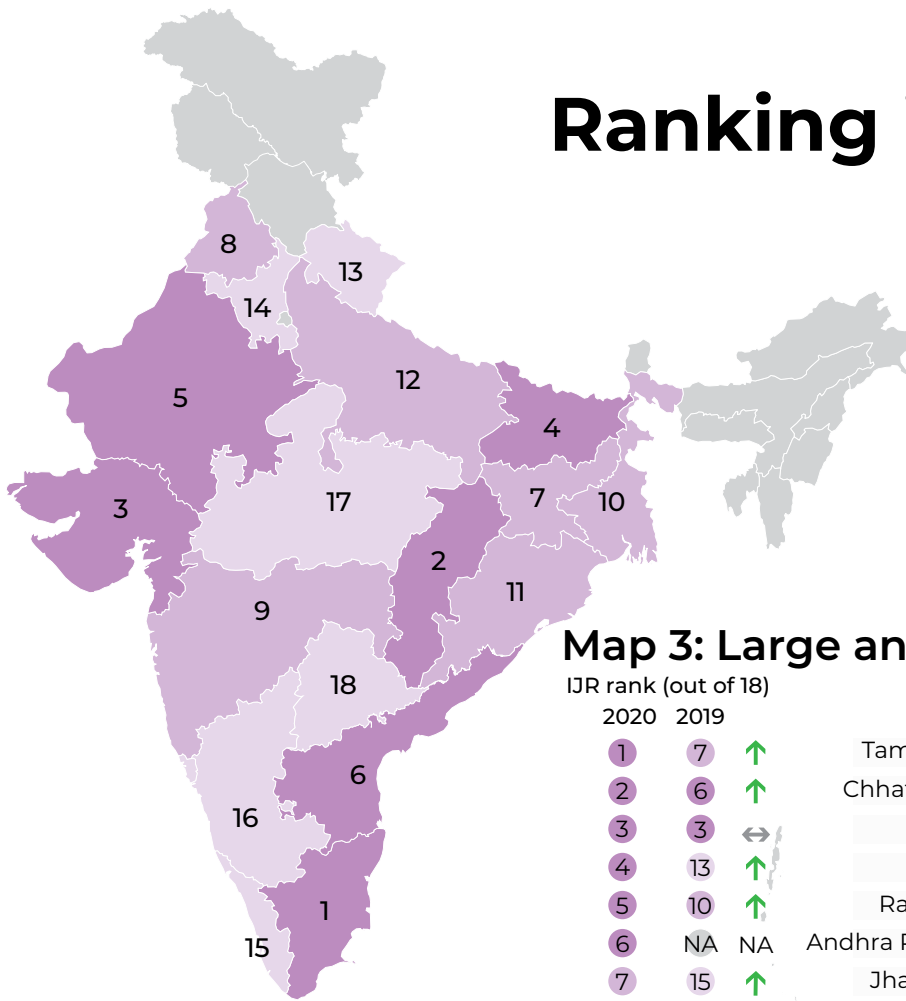 Ranking
8
13
14
12
5
4
3
17
7
10
2
11
9
18
6
16
1
15
Map 3: Large an
IJR rank (out of 18)
2020 2019
1 7 ↑ Tam
2 6 ↑ Chha
3 3 ↔
4 13 ↑
5 10 ↑ Ra
6 NA NA Andhra P
7 15 ↑ Jha